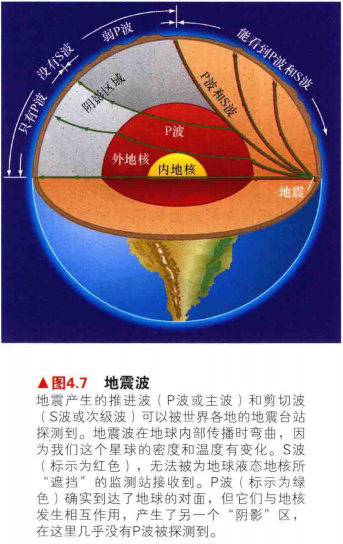 弱P波
能看到P波和S波
没有S波
只有P波
阴影区域
P波和S波
P波
外地核
内地核
地震
▲图4.7 地震波
地震产生的推进波(P波或主波)和剪切波
(S波或次级波)可以被世界各地的地震台站
探测到。地震波在地球内部传播时弯曲,因
为我们这个星球的密度和温度有变化。S波
(标示为红色),无法被为地球液态地核所
“遮挡”的监测站接收到。P波(标示为绿
色)确实到达了地球的对面,但它们与地核
发生相互作用,产生了另一个“阴影”区,
在这里几乎没有P波被探测到。